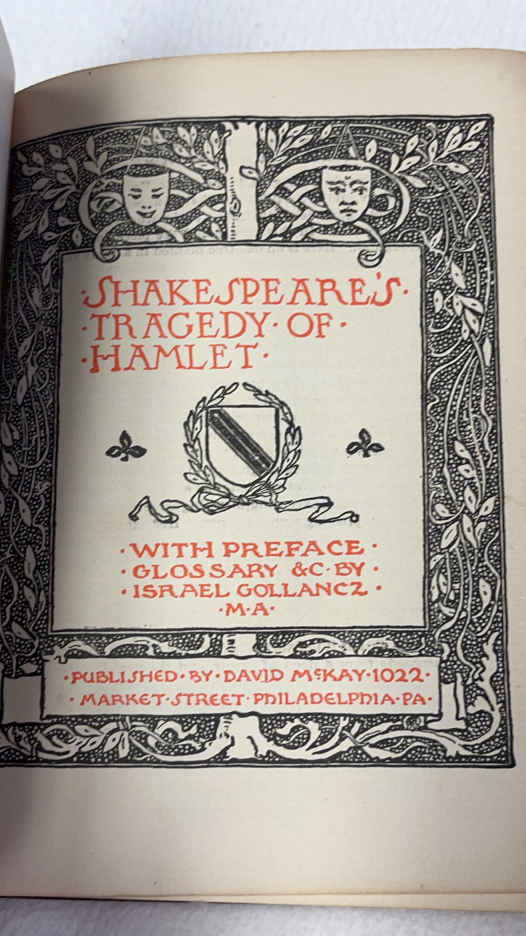 ·SHAKESPEARE'S·
·TRAGEDY·OF·
·HAMLET·
·WITH PREFACE·
·GLOSSARY &C·BY·
·ISRAEL GOLLANCZ·
·M·A·
·PUBLISHED·BY·DAVID McKAY·1022·
·MARKET·STREET·PHILADELPHIA·PA·